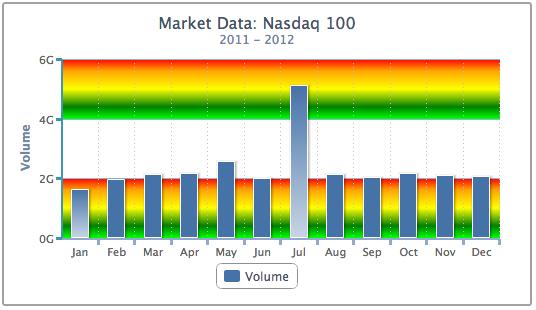 Market Data: Nasdaq 100
2011 - 2012
6G
4G
2G
0G
Volume
Jan Feb Mar Apr May Jun Jul Aug Sep Oct Nov Dec
Volume